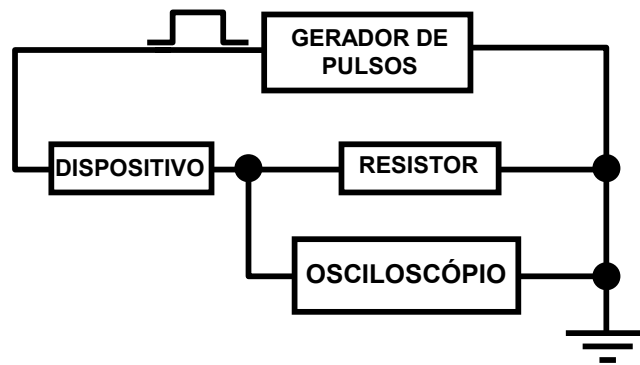 GERADOR DE
PULSOS
DISPOSITIVO
RESISTOR
OSCILOSCÓPIO